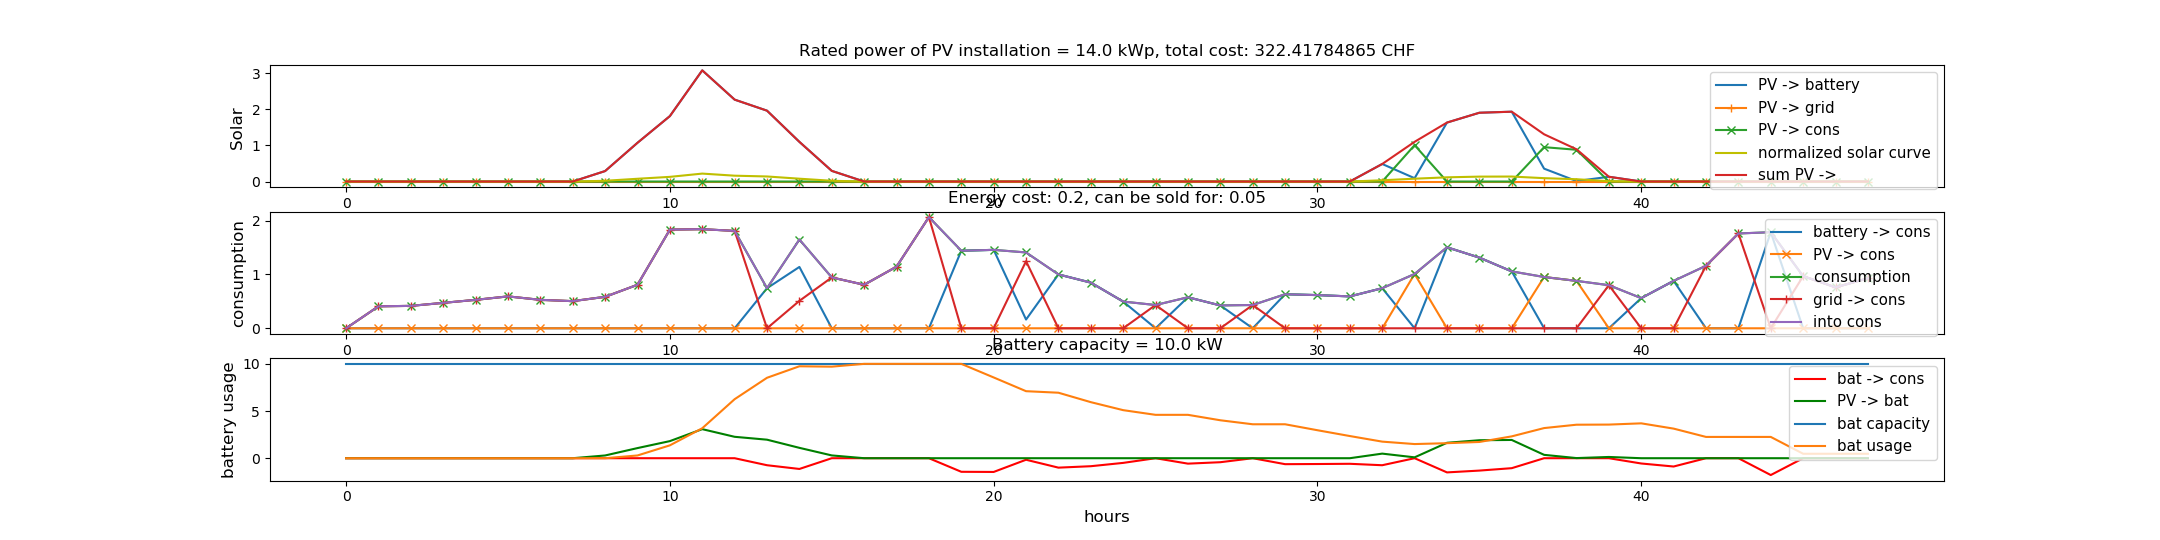 Rated power of PV installation = 14.0 kWp, total cost: 322.41784865 CHF
Solar
3
2
1
0
PV -> battery
PV -> grid
PV -> cons
normalized solar curve
sum PV ->
0 10 20 30 40
Energy cost: 0.2, can be sold for: 0.05
consumption
2
1
0
battery -> cons
PV -> cons
consumption
grid -> cons
into cons
0 10 20 30 40
Battery capacity = 10.0 kW
battery usage
10
5
0
bat -> cons
PV -> bat
bat capacity
bat usage
0 10 20 30 40
hours